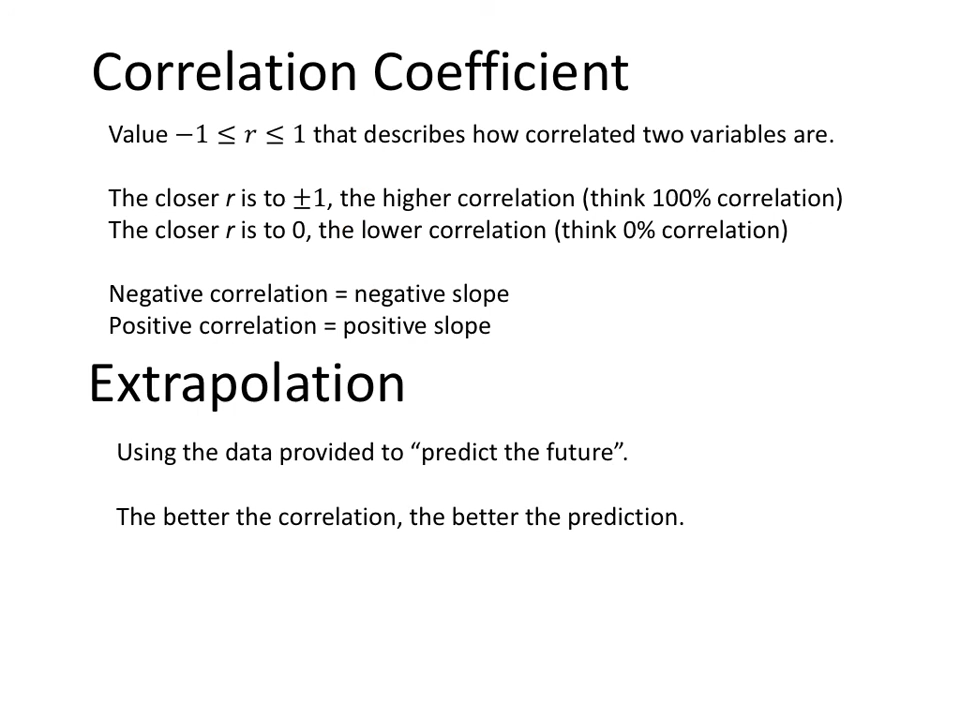 Correlation Coefficient
Value −1 ≤ r ≤ 1 that describes how correlated two variables are.
The closer r is to ±1, the higher correlation (think 100% correlation)
The closer r is to 0, the lower correlation (think 0% correlation)
Negative correlation = negative slope
Positive correlation = positive slope
Extrapolation
Using the data provided to “predict the future”.
The better the correlation, the better the prediction.